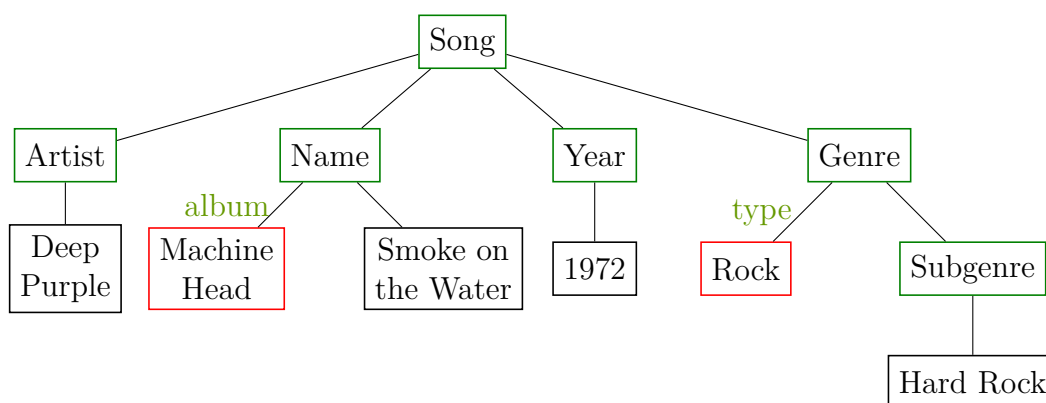 Song
Artist
Name
Year
Genre
album
type
Deep
Purple
Machine
Head
Smoke on
the Water
1972
Rock
Subgenre
Hard Rock